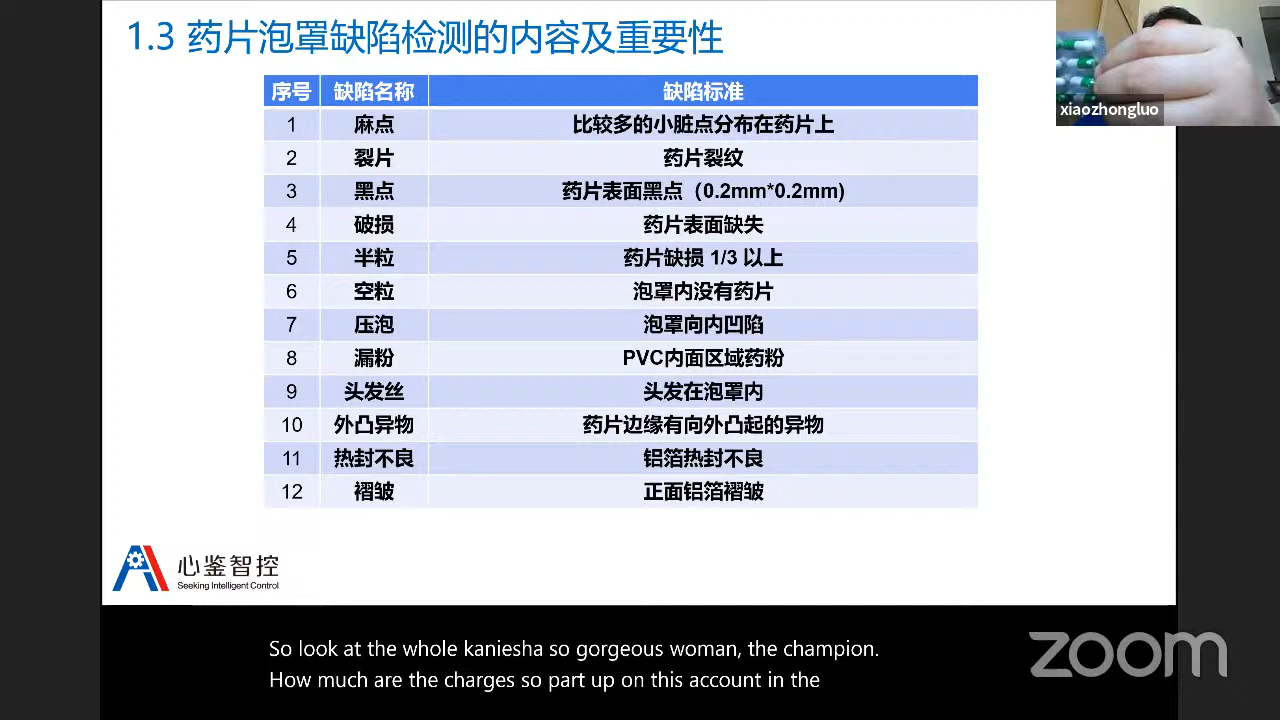 1.3 药片泡罩缺陷检测的内容及重要性
xiaozhongluo
序号 缺陷名称 缺陷标准
1 麻点 比较多的小脏点分布在药片上
2 裂片 药片裂纹
3 黑点 药片表面黑点（0.2mm*0.2mm)
4 破损 药片表面缺失
5 半粒 药片缺损 1/3 以上
6 空粒 泡罩内没有药片
7 压泡 泡罩向内凹陷
8 漏粉 PVC内面区域药粉
9 头发丝 头发在泡罩内
10 外凸异物 药片边缘有向外凸起的异物
11 热封不良 铝箔热封不良
12 褶皱 正面铝箔褶皱
心鉴智控
Seeking Intelligent Control
So look at the whole kaniesha so gorgeous woman, the champion.
How much are the charges so part up on this account in the
zoom